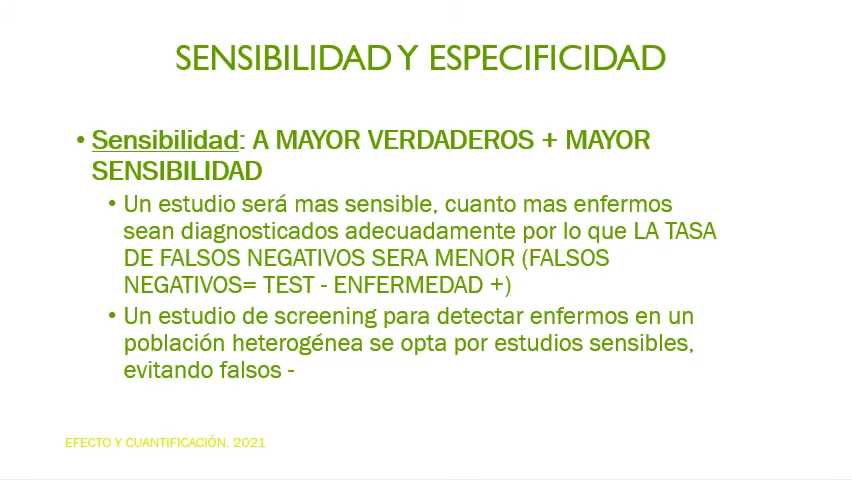 SENSIBILIDAD Y ESPECIFICIDAD
• Sensibilidad: A MAYOR VERDADEROS + MAYOR
SENSIBILIDAD
• Un estudio será mas sensible, cuanto mas enfermos
sean diagnosticados adecuadamente por lo que LA TASA
DE FALSOS NEGATIVOS SERA MENOR (FALSOS
NEGATIVOS= TEST - ENFERMEDAD +)
• Un estudio de screening para detectar enfermos en un
población heterogénea se opta por estudios sensibles,
evitando falsos -
EFECTO Y CUANTIFICACIÓN. 2021